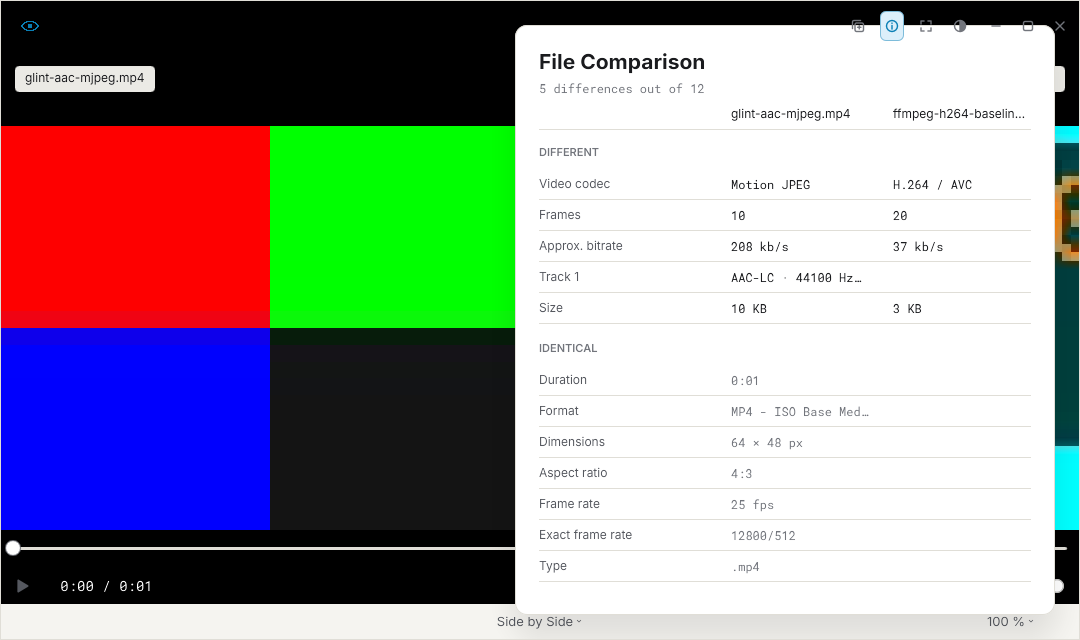 glint-aac-mjpeg.mp4
File Comparison
5 differences out of 12
glint-aac-mjpeg.mp4 ffmpeg-h264-baselin...
DIFFERENT
Video codec Motion JPEG H.264 / AVC
Frames 10 20
Approx. bitrate 208 kb/s 37 kb/s
Track 1 AAC-LC · 44100 Hz…
Size 10 KB 3 KB
IDENTICAL
Duration 0:01
Format MP4 - ISO Base Med…
Dimensions 64 × 48 px
Aspect ratio 4:3
Frame rate 25 fps
Exact frame rate 12800/512
Type .mp4
0:00 / 0:01
Side by Side
100 %